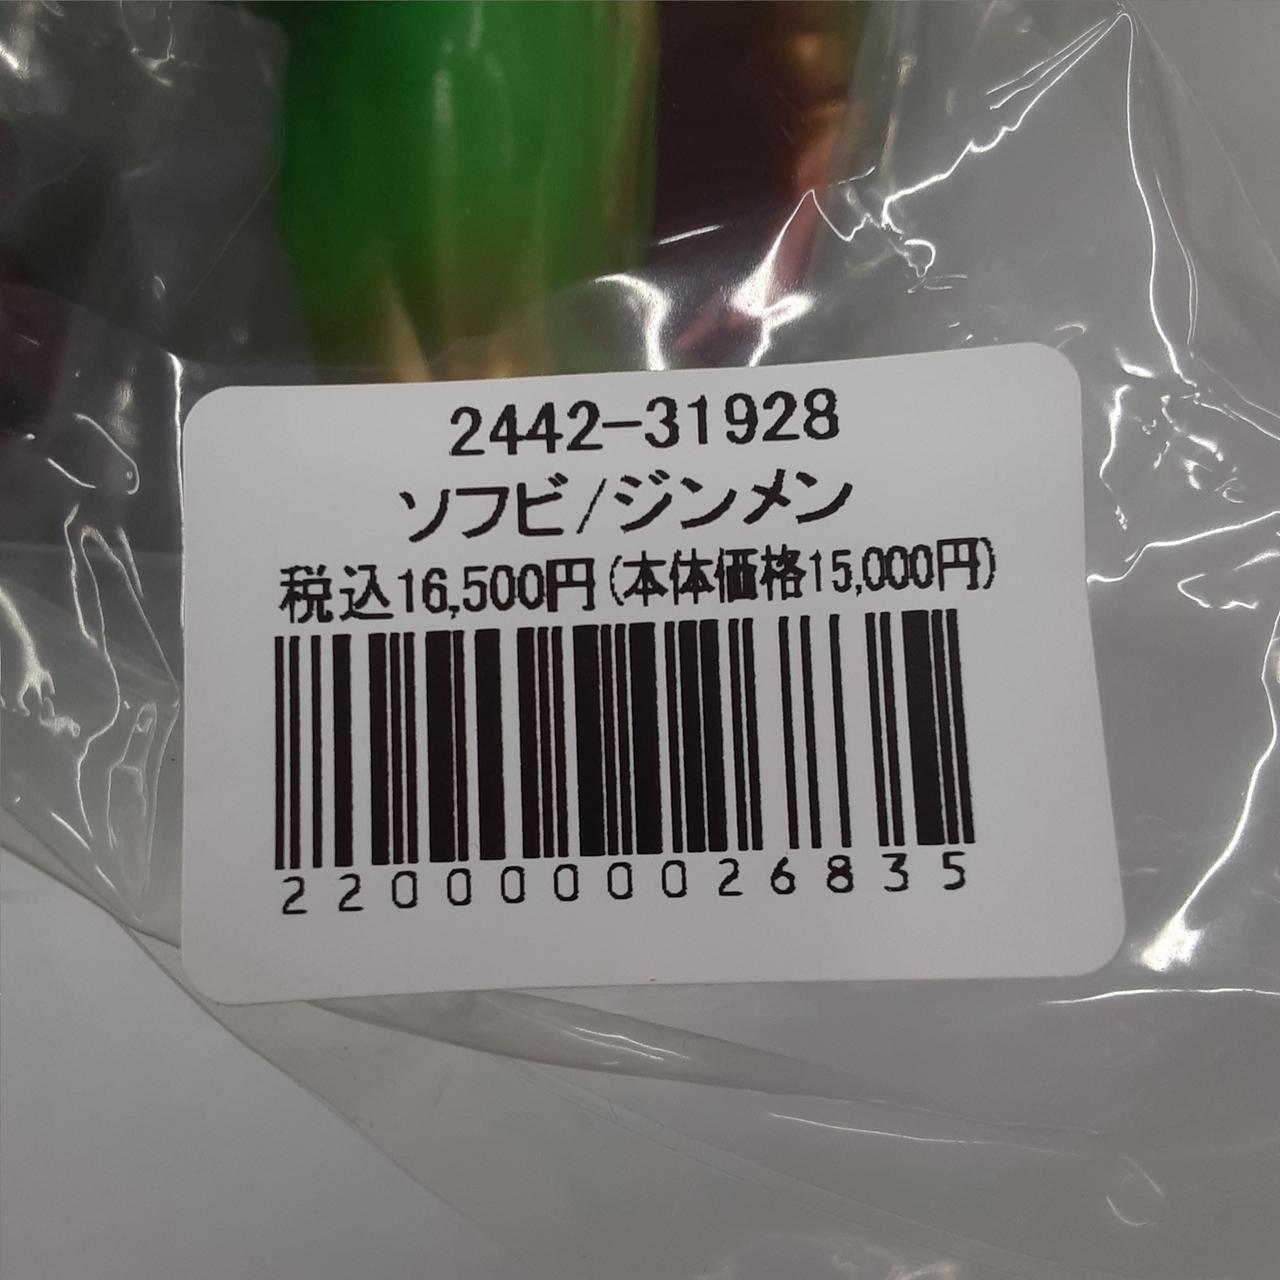 2442-31928
ソフビ/ジンメン
税込16,500円(本体価格15,000円)
2200000026835